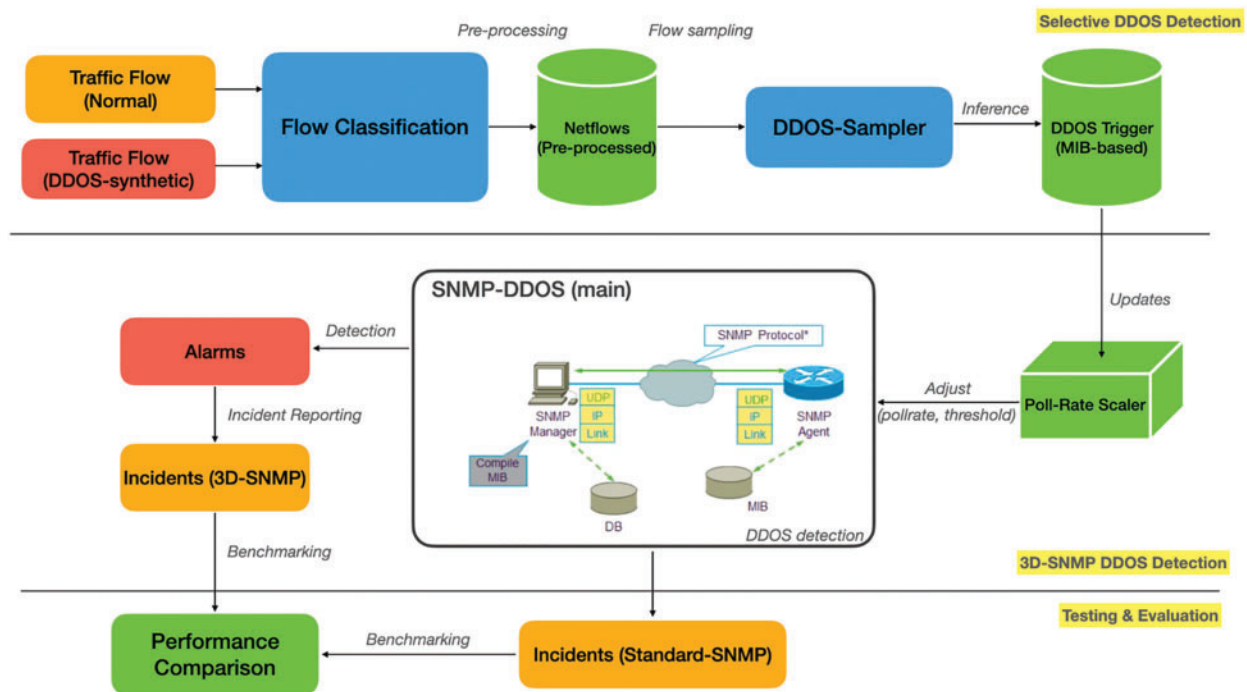 Pre-processing
Flow sampling
Selective DDOS Detection
Traffic Flow
(Normal)
Traffic Flow
(DDOS-synthetic)
Flow Classification
Netflows
(Pre-processed)
DDOS-Sampler
Inference
DDOS Trigger
(MIB-based)
Updates
SNMP-DDOS (main)
Detection
Alarms
SNMP Protocol*
UDP
IP
Link
UDP
IP
Link
SNMP
Manager
SNMP
Agent
Compile
MIB
DB
MIB
DDOS detection
Adjust
(pollrate, threshold)
Poll-Rate Scaler
Incident Reporting
Incidents (3D-SNMP)
Benchmarking
3D-SNMP DDOS Detection
Testing & Evaluation
Performance
Comparison
Benchmarking
Incidents (Standard-SNMP)